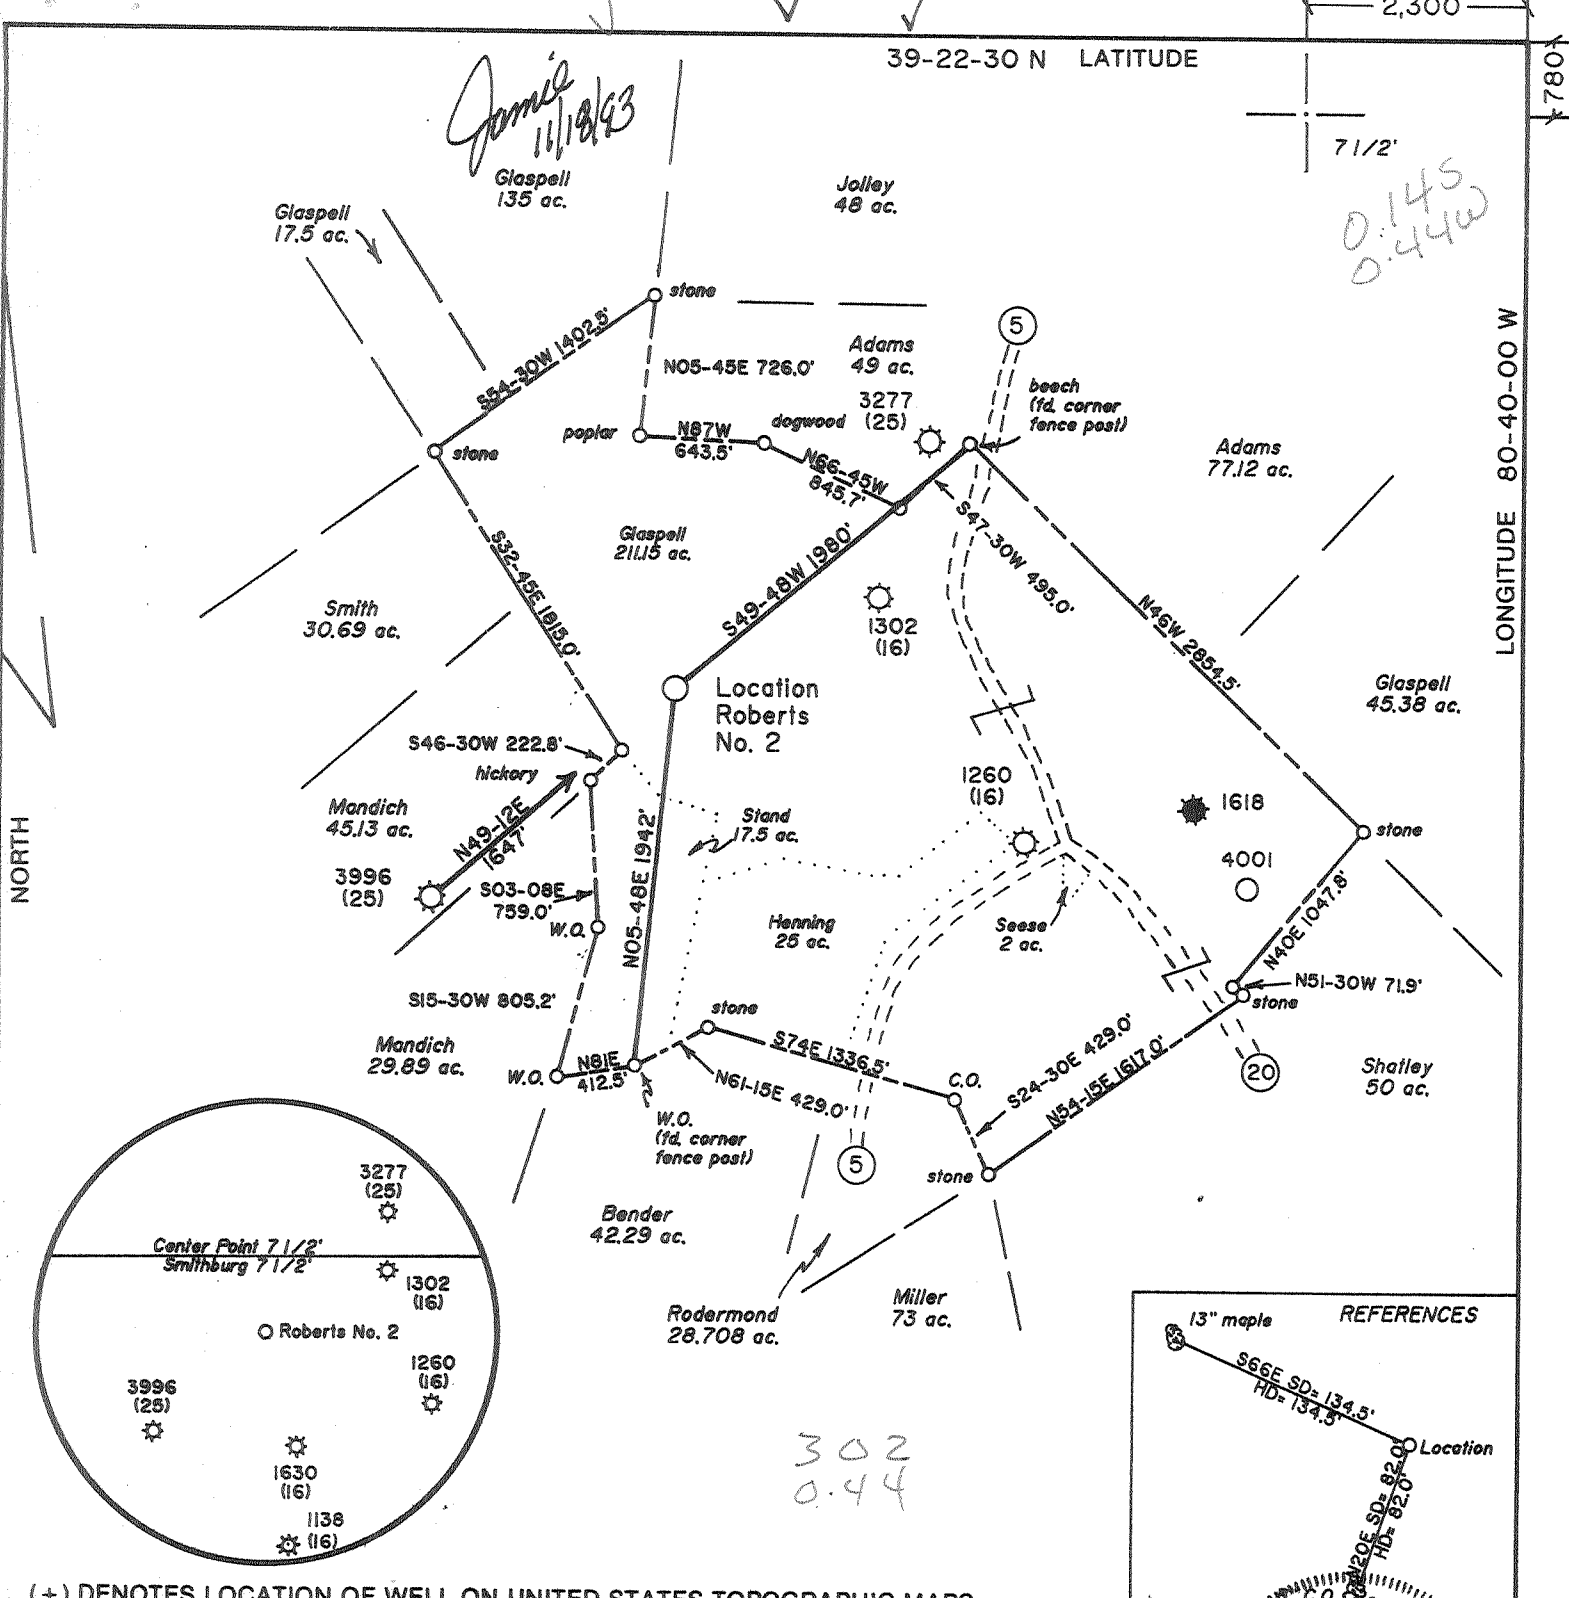 2,300
39-22-30 N LATITUDE
780'
7 1/2'
Jamie
11/18/93
0.14S
0.44W
Glaspell
135 ac.
Jolley
48 ac.
Glaspell
17.5 ac.
stone
S54-30W 1402.5'
N05-45E 726.0'
Adams
49 ac.
3277
(25)
5
beech
(fd. corner
fence post)
LONGITUDE 80-40-00 W
poplar
N87W
643.5'
dogwood
N66-45W
845.7'
stone
Adams
77.12 ac.
S47-30W 495.0'
Glaspell
211.15 ac.
S32-45E 1815.0'
S49-48W 1980'
Smith
30.69 ac.
1302
(16)
N46W 2854.5'
Location
Roberts
No. 2
Glaspell
45.38 ac.
S46-30W 222.8'
hickory
1260
(16)
1618
Mandich
45.13 ac.
N49-12E
1647'
Stand
17.5 ac.
stone
NORTH
3996
(25)
S03-08E
759.0'
N05-48E 1942'
4001
W.O.
Henning
25 ac.
Seese
2 ac.
N40E 1047.8'
N51-30W 71.9'
stone
S15-30W 805.2'
stone
Mandich
29.89 ac.
S74E 1336.5'
S24-30E 429.0'
N54-15E 1617.0'
20
Shatley
50 ac.
W.O.
N81E
412.5'
N61-15E 429.0'
C.O.
W.O.
(fd. corner
fence post)
5
stone
Bender
42.29 ac.
Rodermond
28.708 ac.
Miller
73 ac.
3277
(25)
Center Point 7 1/2'
Smithburg 7 1/2'
1302
(16)
Roberts No. 2
1260
(16)
3996
(25)
1630
(16)
1138
(16)
302
0.44
REFERENCES
13" maple
S66E SD= 134.5'
HD= 134.5'
Location
N20E SD= 82.0'
HD= 82.0'
(+) DENOTES LOCATION OF WELL ON UNITED STATES TOPOGRAPHIC MAPS